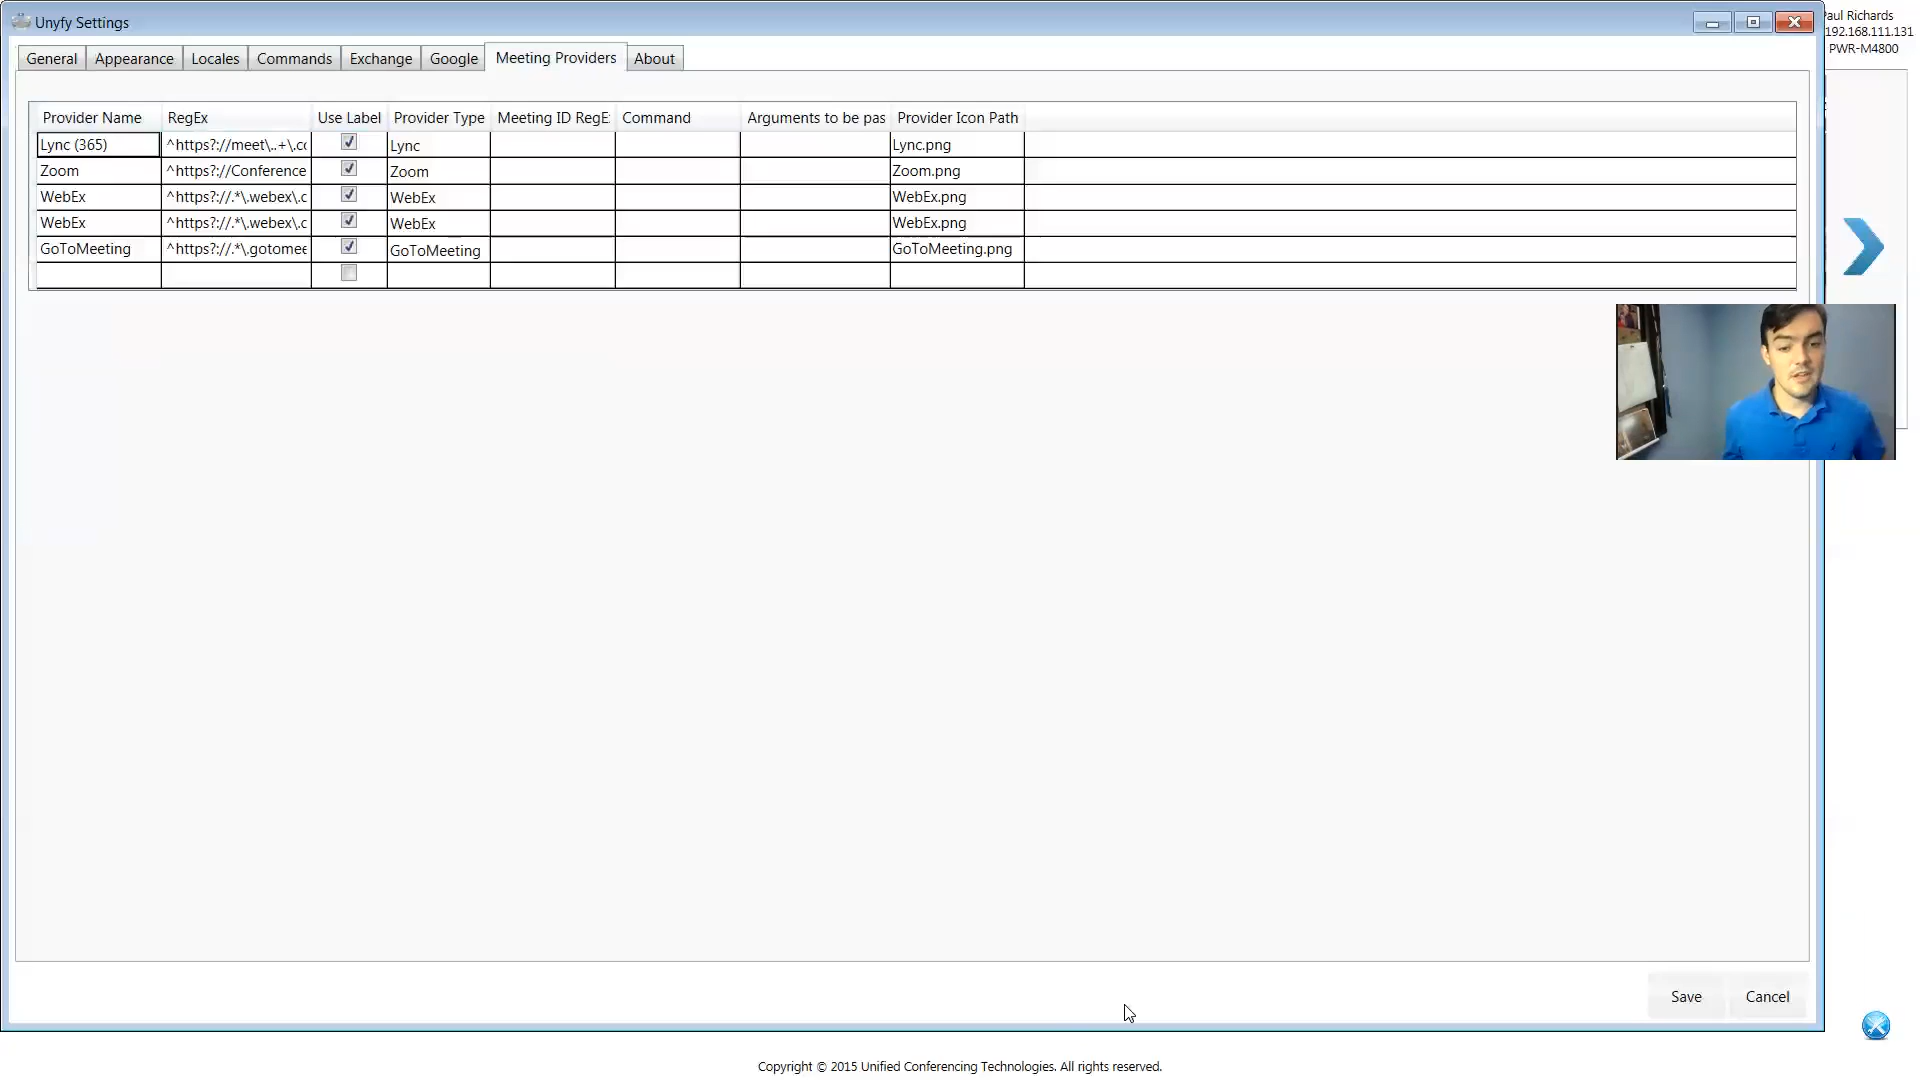 Unyfy Settings
Paul Richards
192.168.111.131
PWR-M4800
General Appearance Locales Commands Exchange Google Meeting Providers About
Provider Name RegEx Use Label Provider Type Meeting ID RegE Command Arguments to be pas Provider Icon Path
Lync (365) ^https?://meet\..+\.cc Lync Lync.png
Zoom ^https?://Conference Zoom Zoom.png
WebEx ^https?://.*\.webex\.c WebEx WebEx.png
WebEx ^https?://.*\.webex\.c WebEx WebEx.png
GoToMeeting ^https?://.*\.gotomee GoToMeeting GoToMeeting.png
Save Cancel
Copyright © 2015 Unified Conferencing Technologies. All rights reserved.